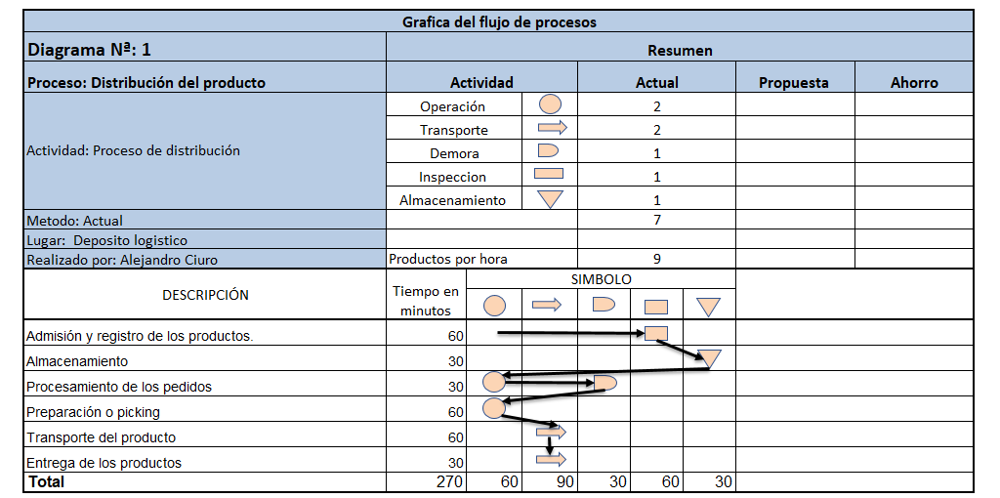 Grafica del flujo de procesos
Diagrama Nª: 1 Resumen
Proceso: Distribución del producto Actividad Actual Propuesta Ahorro
Actividad: Proceso de distribución
Operación 2
Transporte 2
Demora 1
Inspeccion 1
Almacenamiento 1
Metodo: Actual 7
Lugar: Deposito logistico
Realizado por: Alejandro Ciuro Productos por hora 9
DESCRIPCIÓN Tiempo en minutos SIMBOLO
Admisión y registro de los productos. 60
Almacenamiento 30
Procesamiento de los pedidos 30
Preparación o picking 60
Transporte del producto 60
Entrega de los productos 30
Total 270 60 90 30 60 30